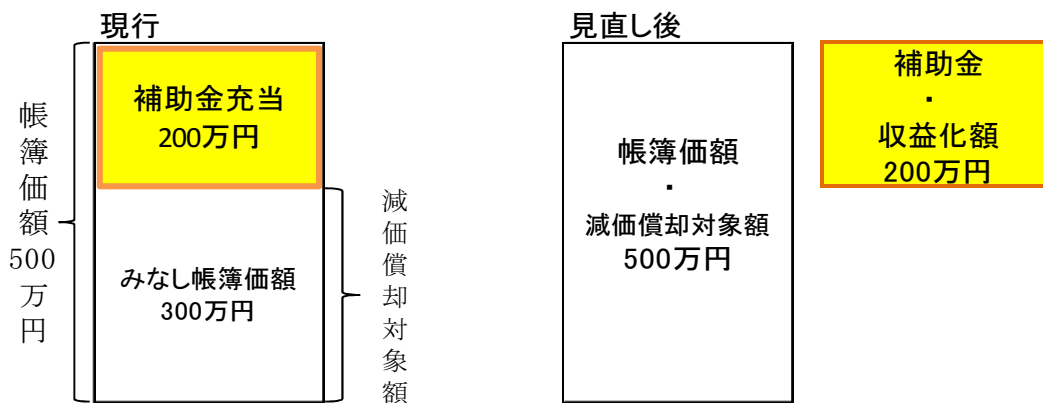 現行
帳簿価額500万円
補助金充当
200万円
みなし帳簿価額
300万円
減価償却対象額
見直し後
帳簿価額
・
減価償却対象額
500万円
補助金
・
収益化額
200万円